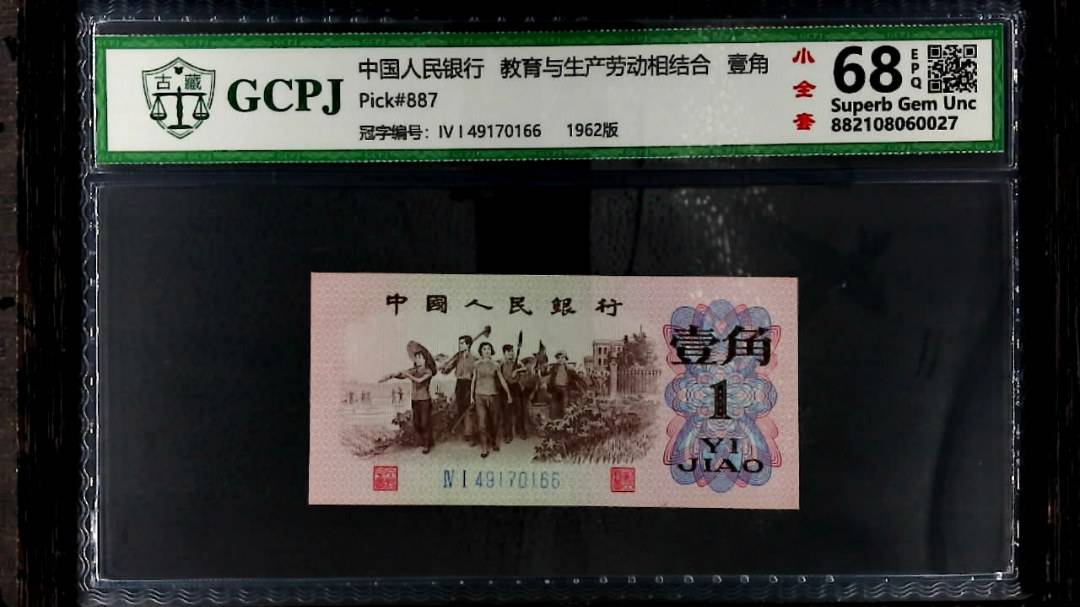 古藏
GCPJ
中国人民银行 教育与生产劳动相结合 壹角
Pick#887
冠字编号：IV I 49170166 1962版
小全套
68
EPQ
Superb Gem Unc
882108060027
中國人民銀行
壹角
1
YI
JIAO
IV I 49170166